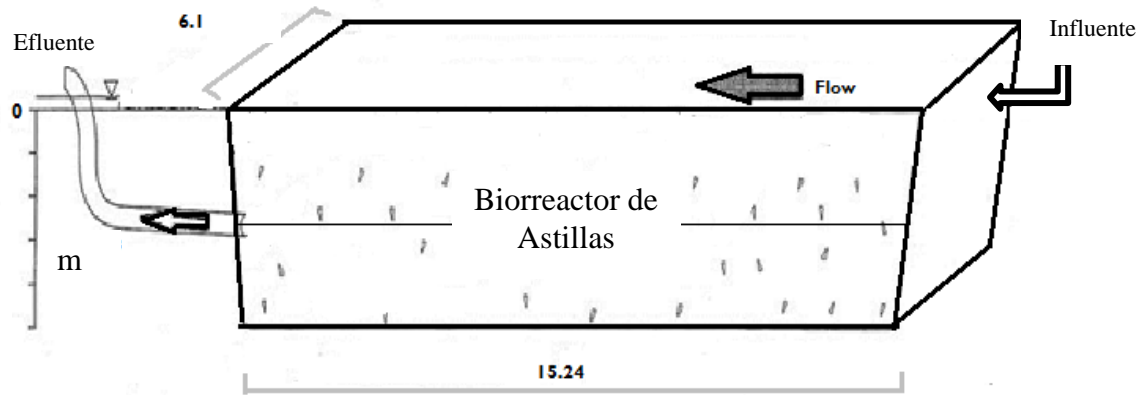 6.1
Efluente
Influente
Flow
0
Biorreactor de
Astillas
m
15.24